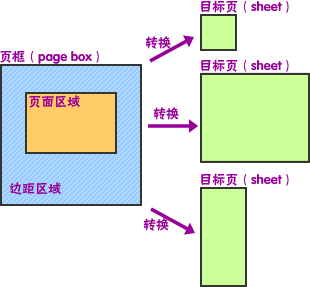 目标页（sheet）
转换
页框（page box）
目标页（sheet）
页面区域
转换
目标页（sheet）
边距区域
转换